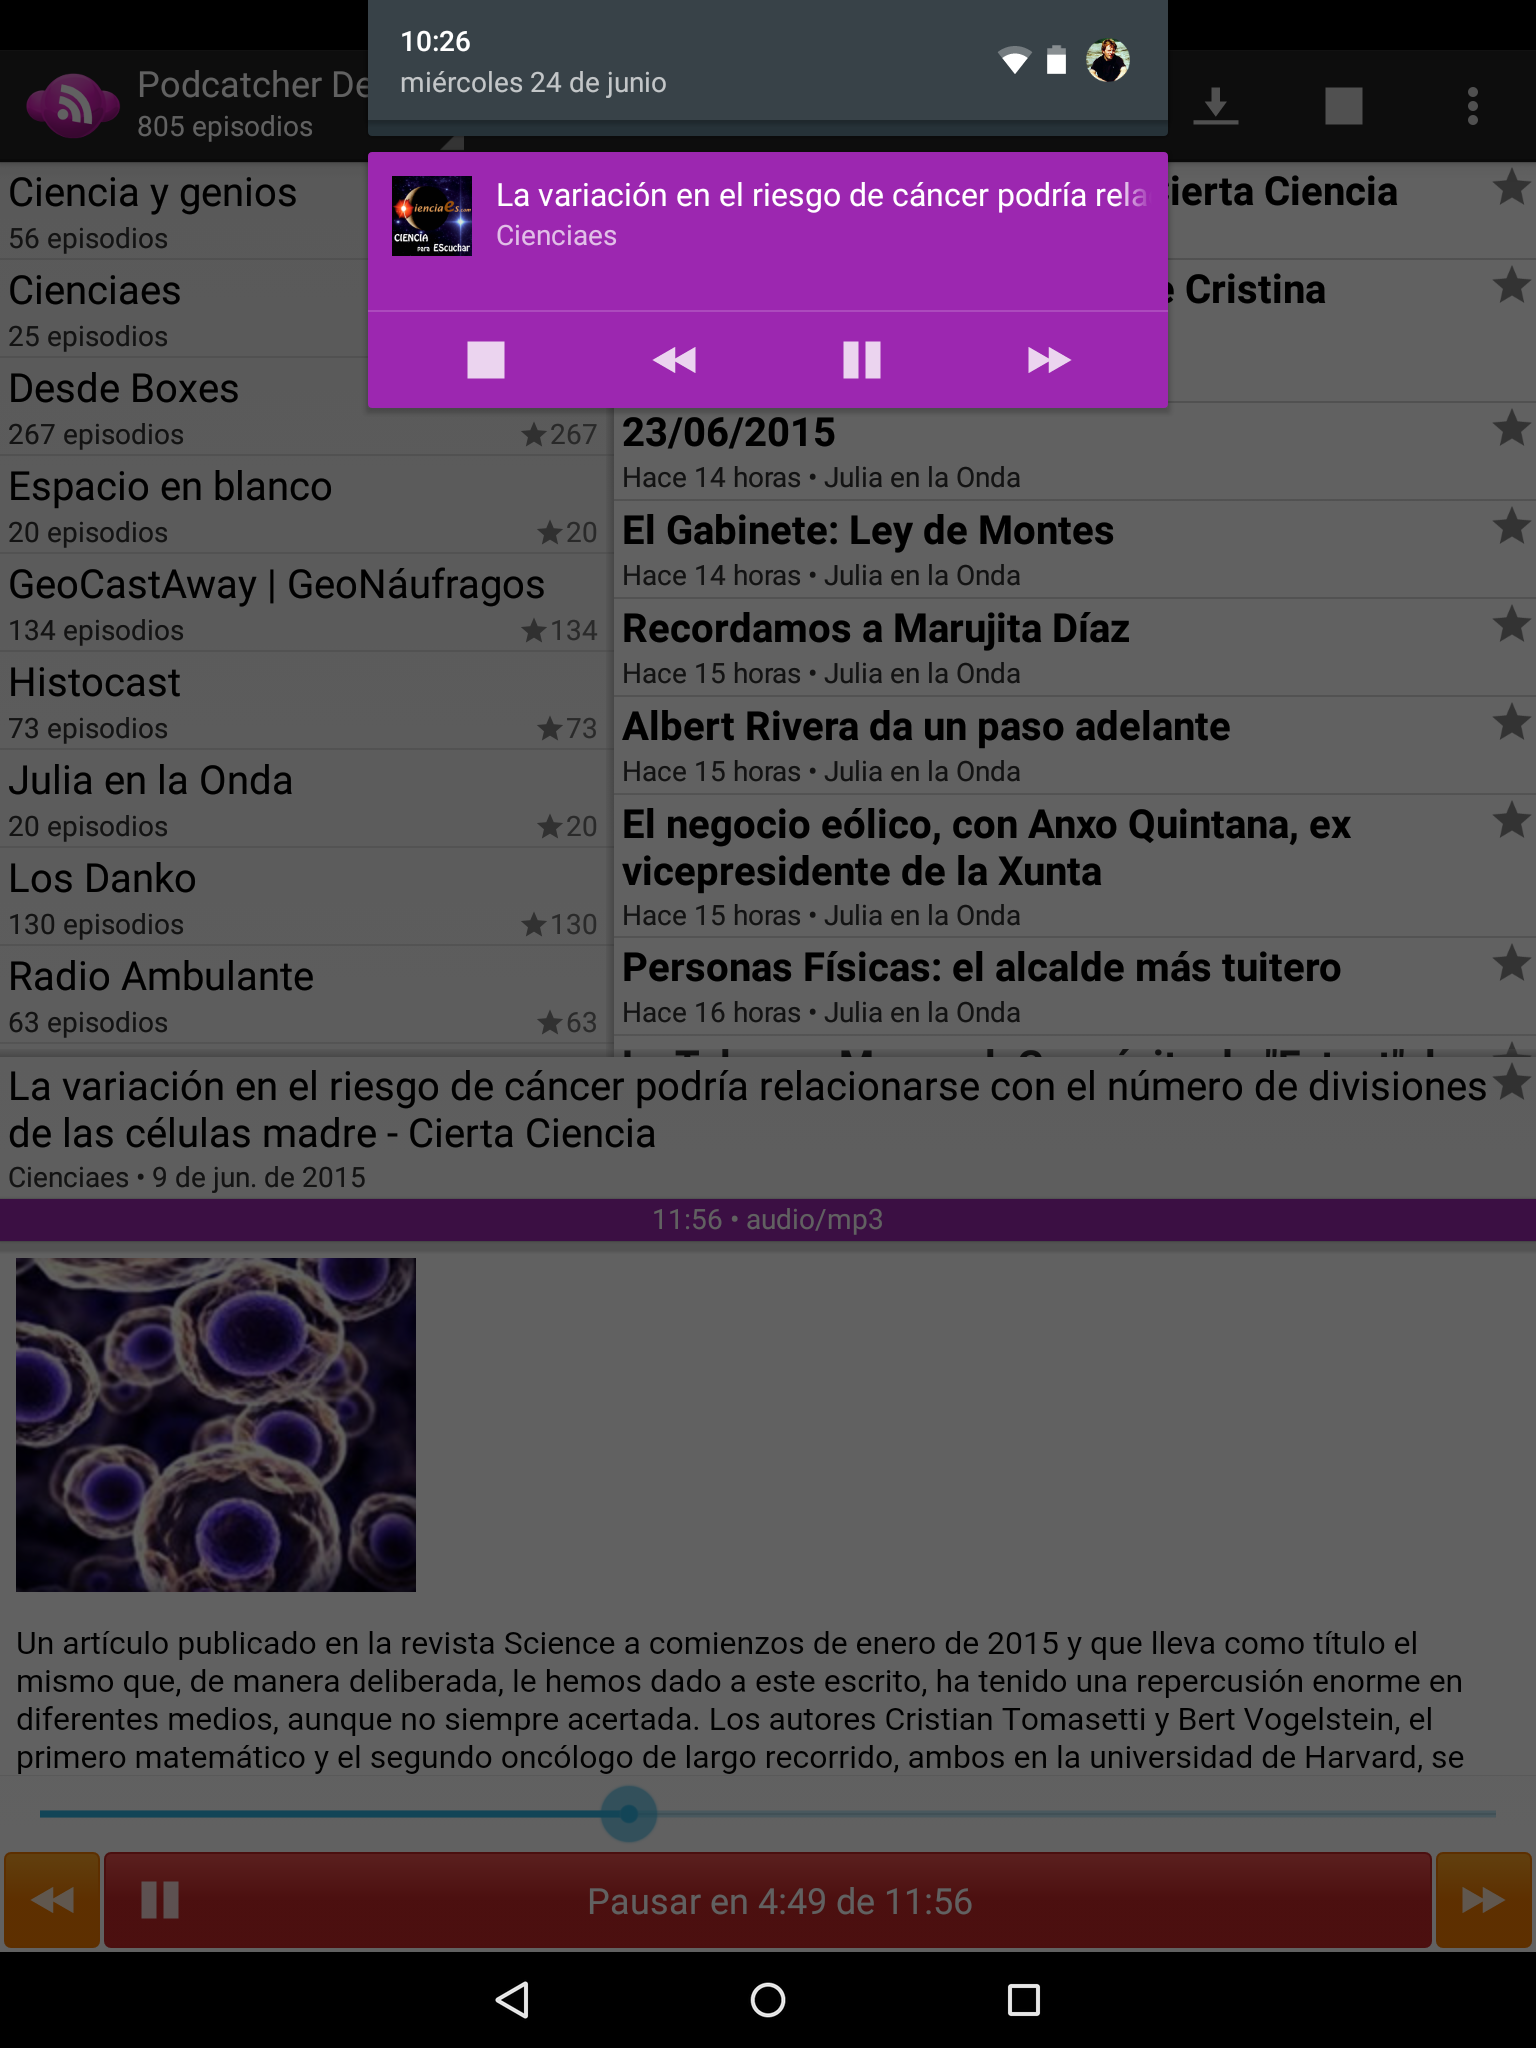 10:26
miércoles 24 de junio
Podcatcher De
805 episodios
ienciaEs.com
CIENCIA
para EScuchar
La variación en el riesgo de cáncer podría rela
Cienciaes
Ciencia y genios
56 episodios
Cienciaes
25 episodios
Desde Boxes
267 episodios
267
Espacio en blanco
20 episodios
20
GeoCastAway | GeoNáufragos
134 episodios
134
Histocast
73 episodios
73
Julia en la Onda
20 episodios
20
Los Danko
130 episodios
130
Radio Ambulante
63 episodios
63
ierta Ciencia
e Cristina
23/06/2015
Hace 14 horas • Julia en la Onda
El Gabinete: Ley de Montes
Hace 14 horas • Julia en la Onda
Recordamos a Marujita Díaz
Hace 15 horas • Julia en la Onda
Albert Rivera da un paso adelante
Hace 15 horas • Julia en la Onda
El negocio eólico, con Anxo Quintana, ex
vicepresidente de la Xunta
Hace 15 horas • Julia en la Onda
Personas Físicas: el alcalde más tuitero
Hace 16 horas • Julia en la Onda
La variación en el riesgo de cáncer podría relacionarse con el número de divisiones
de las células madre - Cierta Ciencia
Cienciaes • 9 de jun. de 2015
11:56 • audio/mp3
Un artículo publicado en la revista Science a comienzos de enero de 2015 y que lleva como título el
mismo que, de manera deliberada, le hemos dado a este escrito, ha tenido una repercusión enorme en
diferentes medios, aunque no siempre acertada. Los autores Cristian Tomasetti y Bert Vogelstein, el
primero matemático y el segundo oncólogo de largo recorrido, ambos en la universidad de Harvard, se
Pausar en 4:49 de 11:56